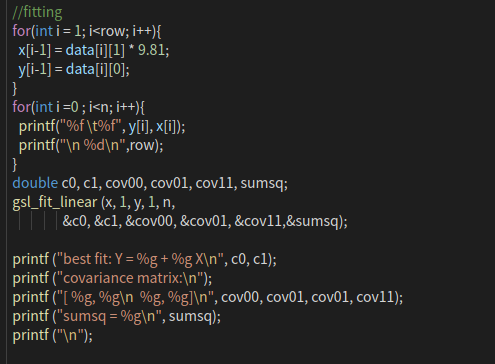 //fitting
for(int i = 1; i<row; i++){
x[i-1] = data[i][1] * 9.81;
y[i-1] = data[i][0];
}
for(int i =0 ; i<n; i++){
printf("%f \t%f", y[i], x[i]);
printf("\n %d\n",row);
}
double c0, c1, cov00, cov01, cov11, sumsq;
gsl_fit_linear (x, 1, y, 1, n,
&c0, &c1, &cov00, &cov01, &cov11,&sumsq);
printf ("best fit: Y = %g + %g X\n", c0, c1);
printf ("covariance matrix:\n");
printf ("[ %g, %g\n  %g, %g]\n", cov00, cov01, cov01, cov11);
printf ("sumsq = %g\n", sumsq);
printf ("\n");